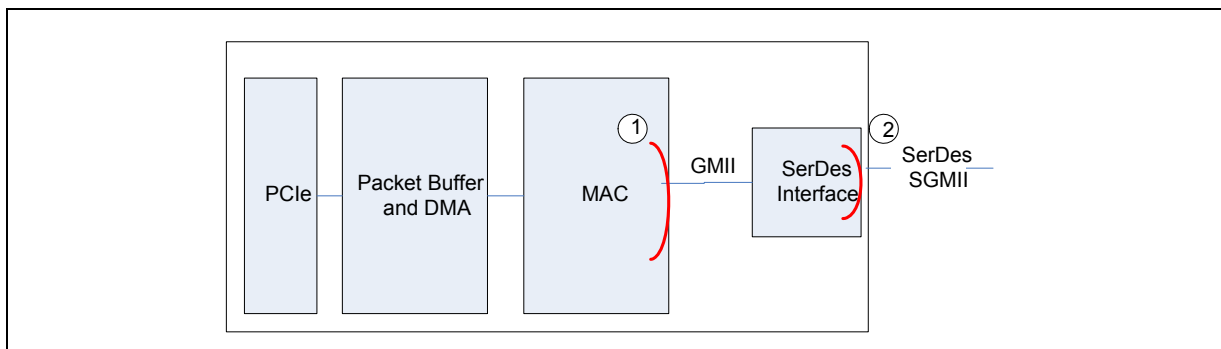 1
2
GMII
SerDes
SGMII
PCIe
Packet Buffer
and DMA
MAC
SerDes
Interface